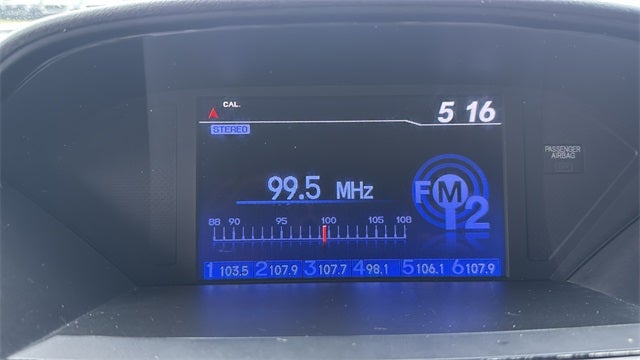 CAL.
5 16
STEREO
PASSENGER
AIRBAG
99.5 MHz
FM
12
88 90 95 100 105 108
1 103.5 2 107.9 3 107.7 4 98.1 5 106.1 6 107.9